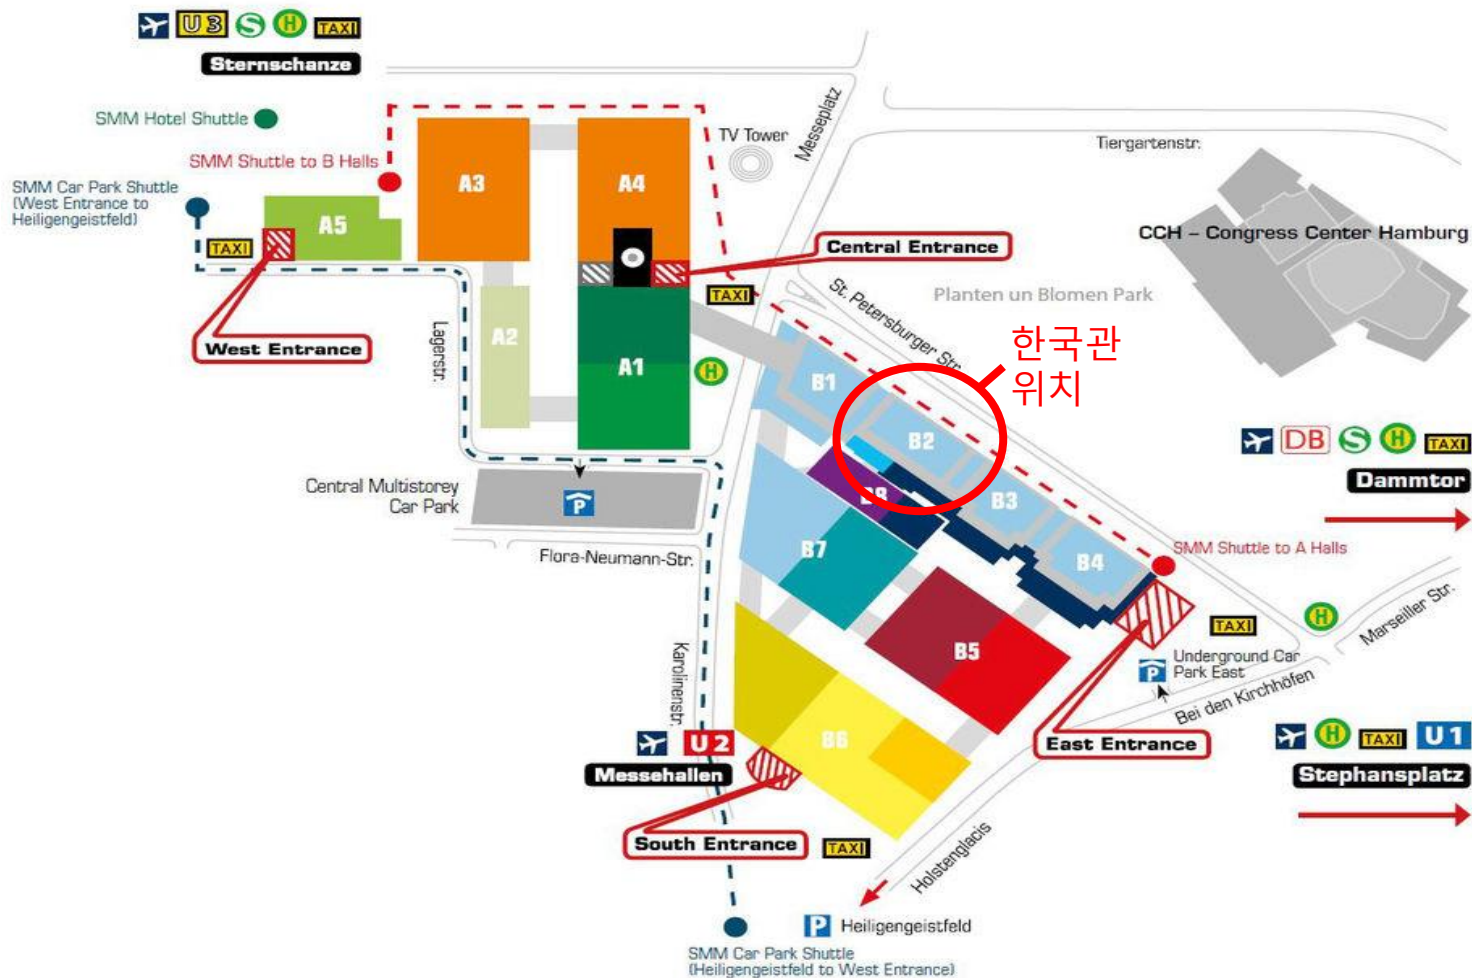 U3 S H TAXI
Sternschanze
SMM Hotel Shuttle
SMM Shuttle to B Halls
SMM Car Park Shuttle
(West Entrance to
Heiligengeistfeld)
TAXI
A5
A3
A4
TV Tower
Messeplatz
Tiergartenstr.
CCH – Congress Center Hamburg
Central Entrance
TAXI
St. Petersburger Str.
Planten un Blomen Park
한국관
위치
West Entrance
Lagerstr.
A2
A1
H
B1
B2
B3
B4
B8
B7
B5
B6
DB S H TAXI
Dammtor
Central Multistorey
Car Park
P
Flora-Neumann-Str.
SMM Shuttle to A Halls
H
Marseiller Str.
TAXI
P
Underground Car
Park East
Bei den Kirchhöfen
Karolinenstr.
U2
Messehallen
East Entrance
H TAXI U1
Stephansplatz
South Entrance
TAXI
Holstenglacis
P Heiligengeistfeld
SMM Car Park Shuttle
(Heiligengeistfeld to West Entrance)